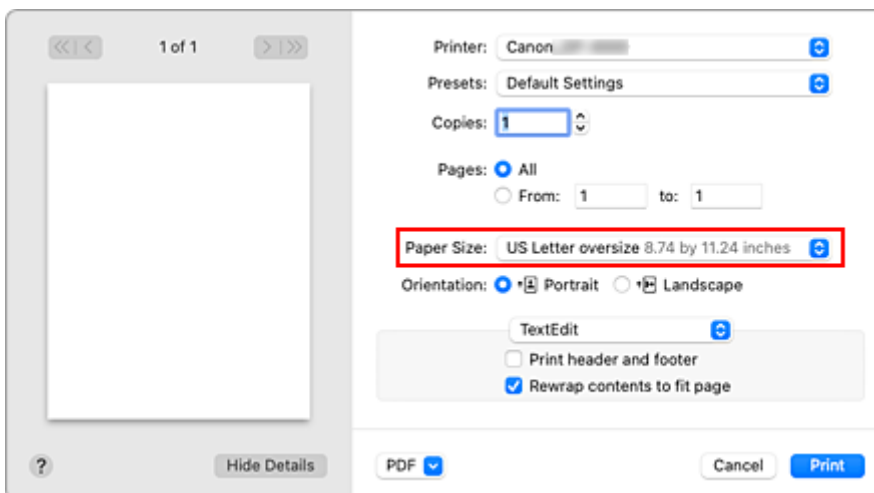 1 of 1
Printer: Canon
Presets: Default Settings
Copies: 1
Pages: All
From: 1 to: 1
Paper Size: US Letter oversize 8.74 by 11.24 inches
Orientation: Portrait Landscape
TextEdit
Print header and footer
Rewrap contents to fit page
? Hide Details PDF Cancel Print